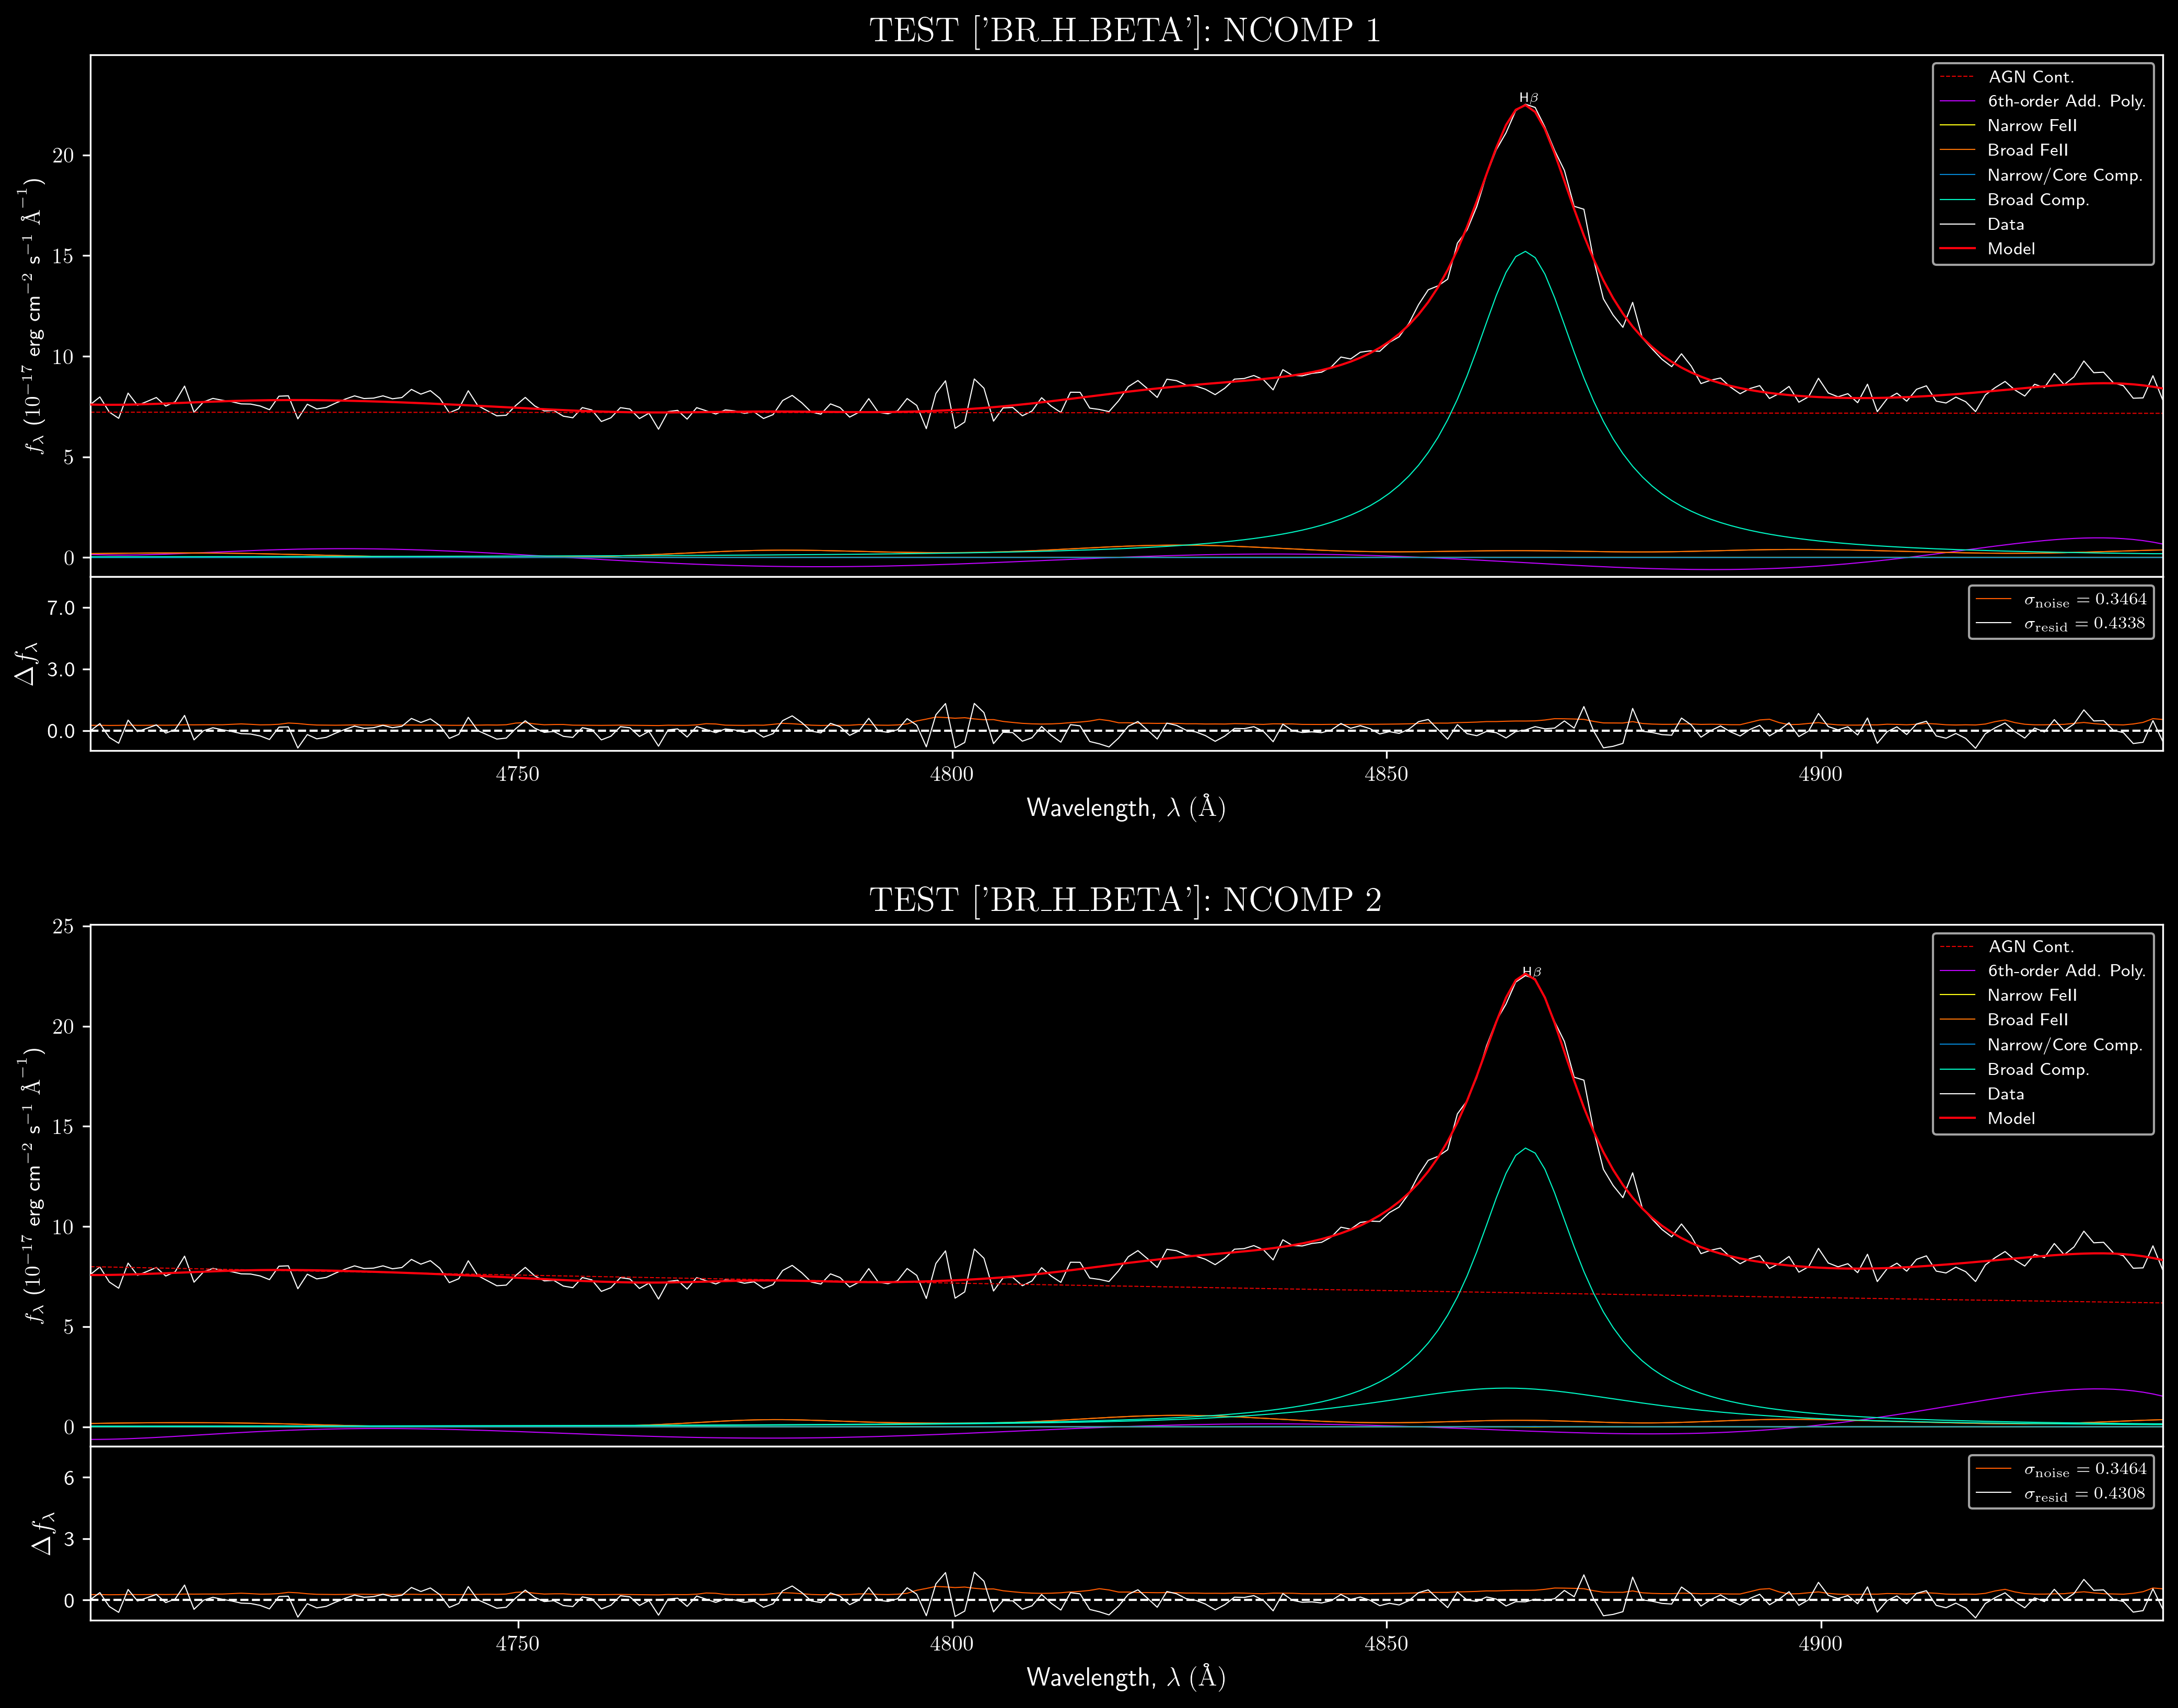 TEST ['BR_H_BETA']: NCOMP 1
Hβ
AGN Cont.
6th-order Add. Poly.
Narrow FeII
Broad FeII
Narrow/Core Comp.
Broad Comp.
Data
Model
20
15
10
5
0
f_λ (10^−17 erg cm^−2 s^−1 Å^−1)
σ_noise = 0.3464
σ_resid = 0.4338
7.0
3.0
0.0
Δf_λ
4750 4800 4850 4900
Wavelength, λ (Å)
TEST ['BR_H_BETA']: NCOMP 2
Hβ
AGN Cont.
6th-order Add. Poly.
Narrow FeII
Broad FeII
Narrow/Core Comp.
Broad Comp.
Data
Model
25
20
15
10
5
0
f_λ (10^−17 erg cm^−2 s^−1 Å^−1)
σ_noise = 0.3464
σ_resid = 0.4308
6
3
0
Δf_λ
4750 4800 4850 4900
Wavelength, λ (Å)